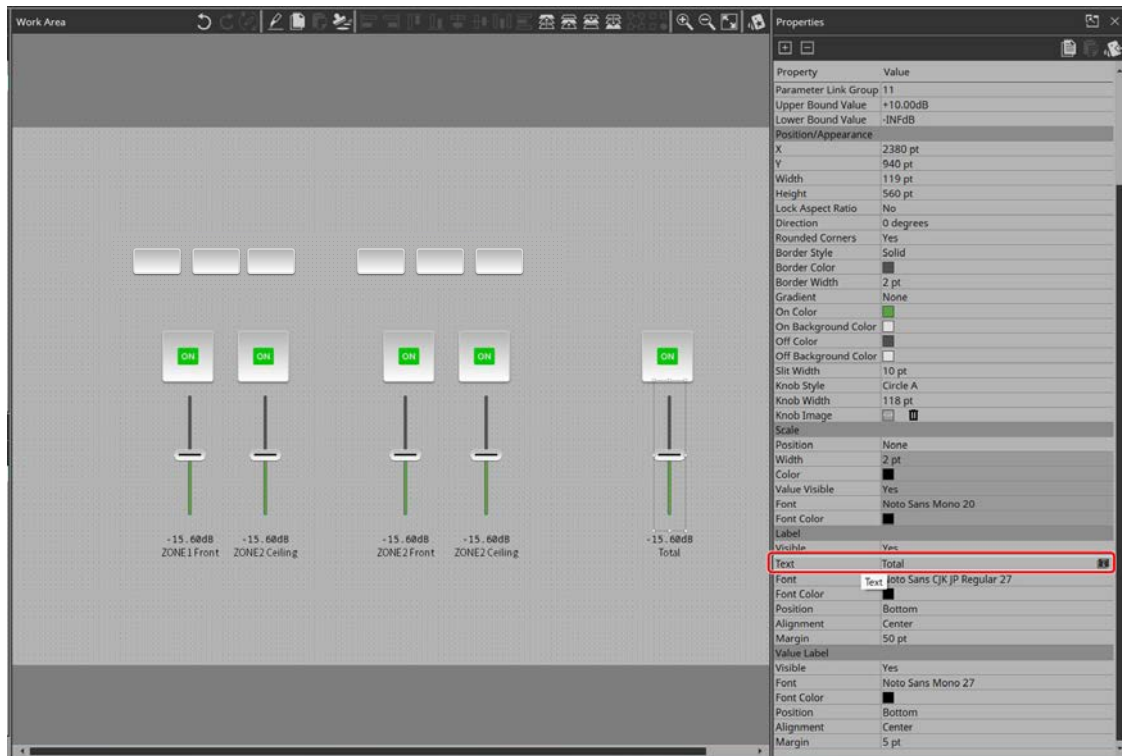 Work Area
ON ON ON ON ON
-15.60dB -15.60dB -15.60dB -15.60dB -15.60dB
ZONE1 Front ZONE2 Ceiling ZONE2 Front ZONE2 Ceiling Total
Properties
Property Value
Parameter Link Group 11
Upper Bound Value +10.00dB
Lower Bound Value -INFdB
Position/Appearance
X 2380 pt
Y 940 pt
Width 119 pt
Height 560 pt
Lock Aspect Ratio No
Direction 0 degrees
Rounded Corners Yes
Border Style Solid
Border Color
Border Width 2 pt
Gradient None
On Color
On Background Color
Off Color
Off Background Color
Slit Width 10 pt
Knob Style Circle A
Knob Width 118 pt
Knob Image
Scale
Position None
Width 2 pt
Color
Value Visible Yes
Font Noto Sans Mono 20
Font Color
Label
Visible Yes
Text Total
Font Noto Sans CJK JP Regular 27
Text
Font Color
Position Bottom
Alignment Center
Margin 50 pt
Value Label
Visible Yes
Font Noto Sans Mono 27
Font Color
Position Bottom
Alignment Center
Margin 5 pt